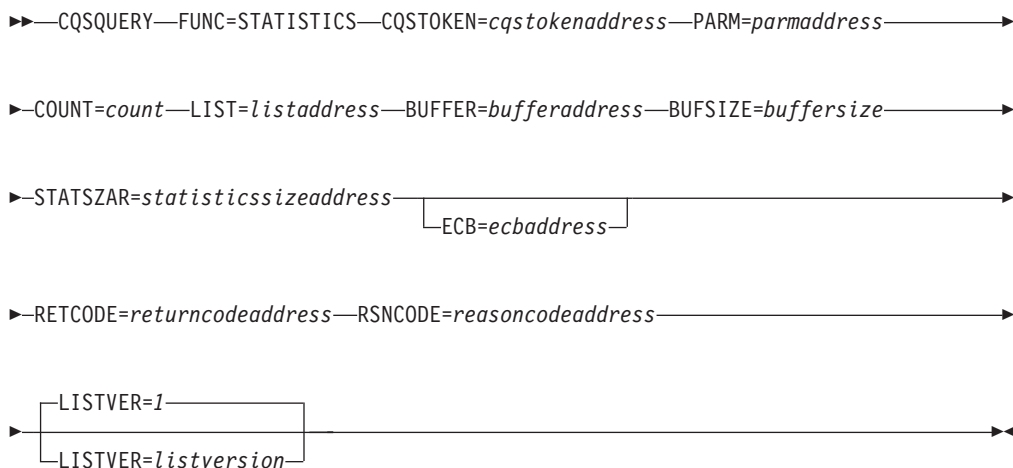 CQSQUERY FUNC=STATISTICS CQSTOKEN=cqstokenaddress PARM=parmaddress
COUNT=count LIST=listaddress BUFFER=bufferaddress BUFSIZE=buffersize
STATSZAR=statisticssizeaddress
ECB=ecbaddress
RETCODE=returncodeaddress RSNCODE=reasoncodeaddress
LISTVER=1
LISTVER=listversion